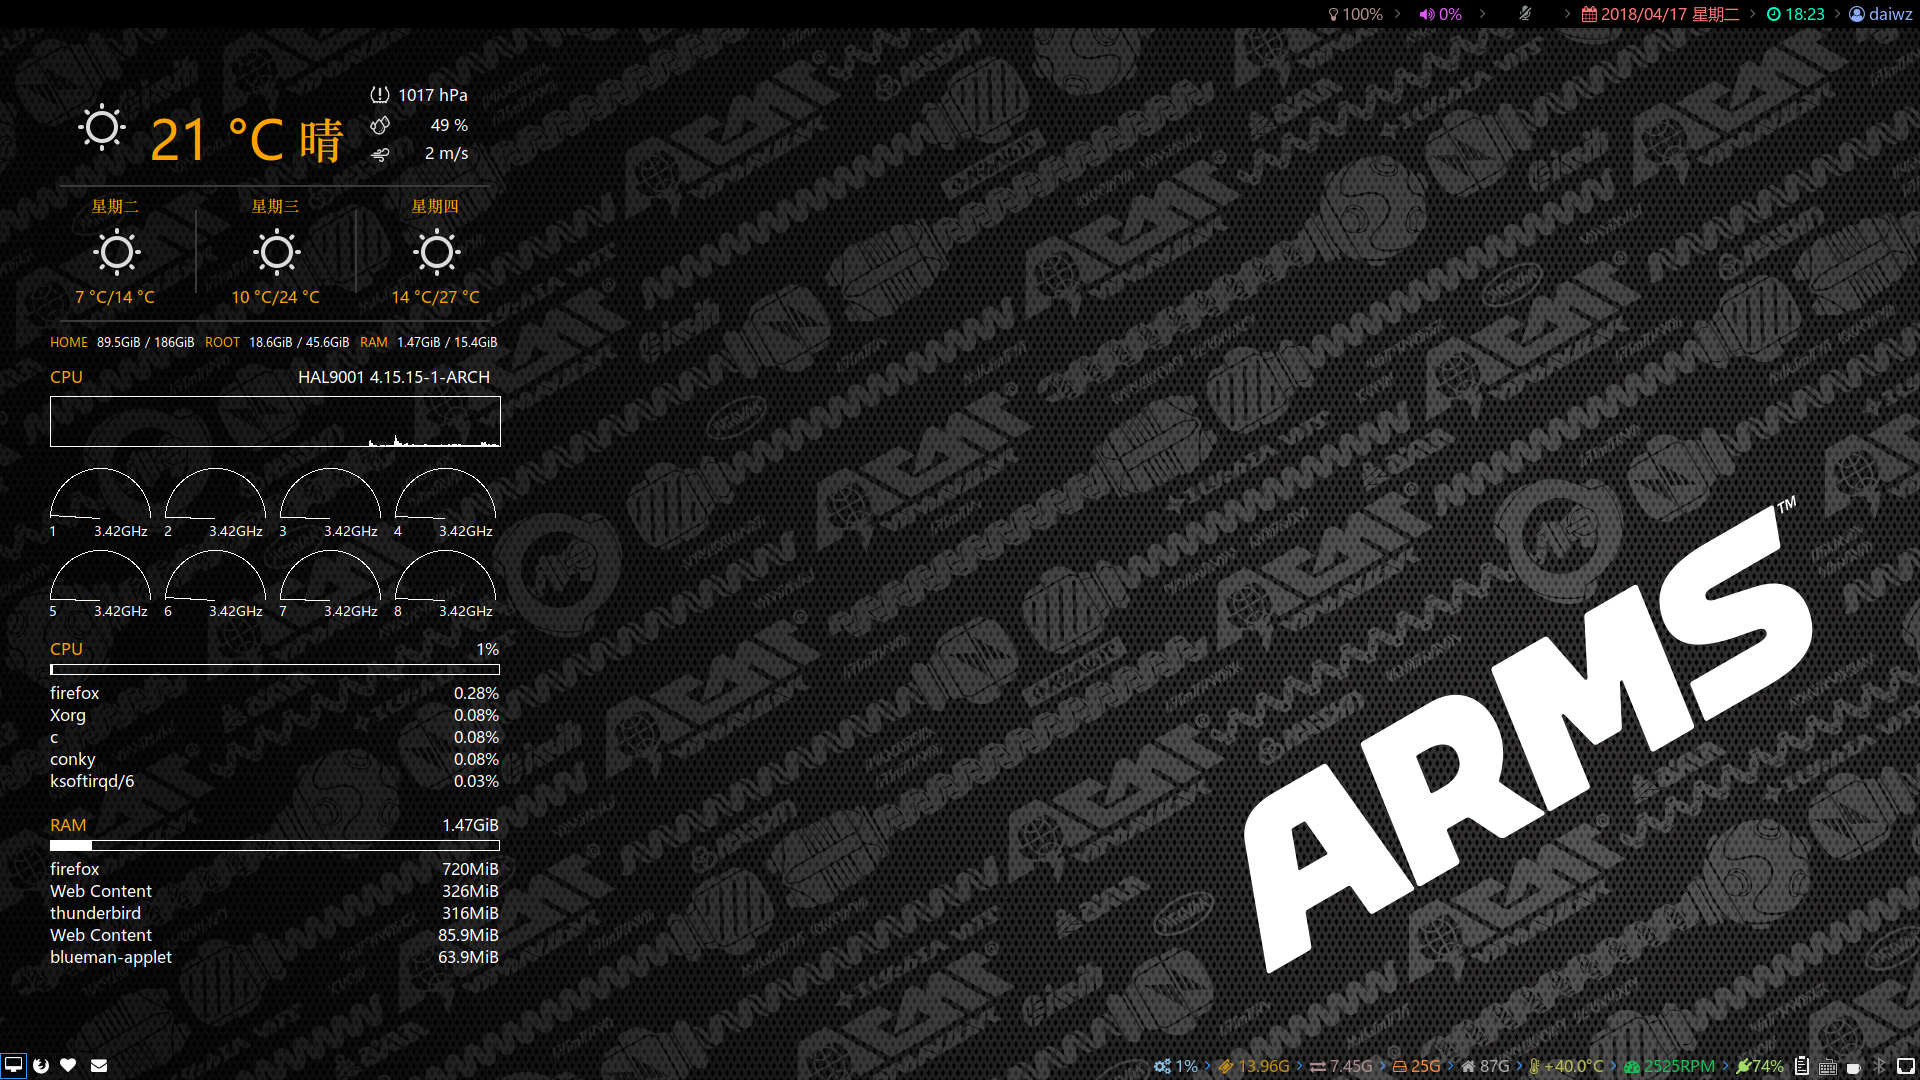 100% 0% 2018/04/17 星期二 18:23 daiwz
1017 hPa
21 °C 晴
49 %
2 m/s
星期二 星期三 星期四
7 °C/14 °C 10 °C/24 °C 14 °C/27 °C
HOME 89.5GiB / 186GiB ROOT 18.6GiB / 45.6GiB RAM 1.47GiB / 15.4GiB
CPU HAL9001 4.15.15-1-ARCH
1 3.42GHz 2 3.42GHz 3 3.42GHz 4 3.42GHz
5 3.42GHz 6 3.42GHz 7 3.42GHz 8 3.42GHz
CPU 1%
firefox 0.28%
Xorg 0.08%
c 0.08%
conky 0.08%
ksoftirqd/6 0.03%
RAM 1.47GiB
firefox 720MiB
Web Content 326MiB
thunderbird 316MiB
Web Content 85.9MiB
blueman-applet 63.9MiB
ARMS™
1% 13.96G 7.45G 25G 87G +40.0°C 2525RPM 74%